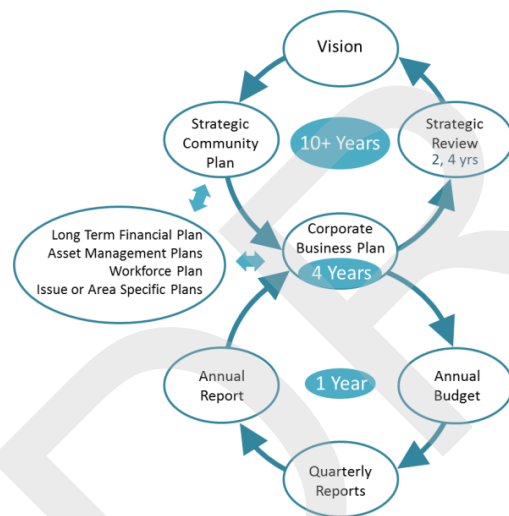 Vision
Strategic
Community
Plan
10+ Years
Strategic
Review
2, 4 yrs
Long Term Financial Plan
Asset Management Plans
Workforce Plan
Issue or Area Specific Plans
Corporate
Business Plan
4 Years
Annual
Report
1 Year
Annual
Budget
Quarterly
Reports